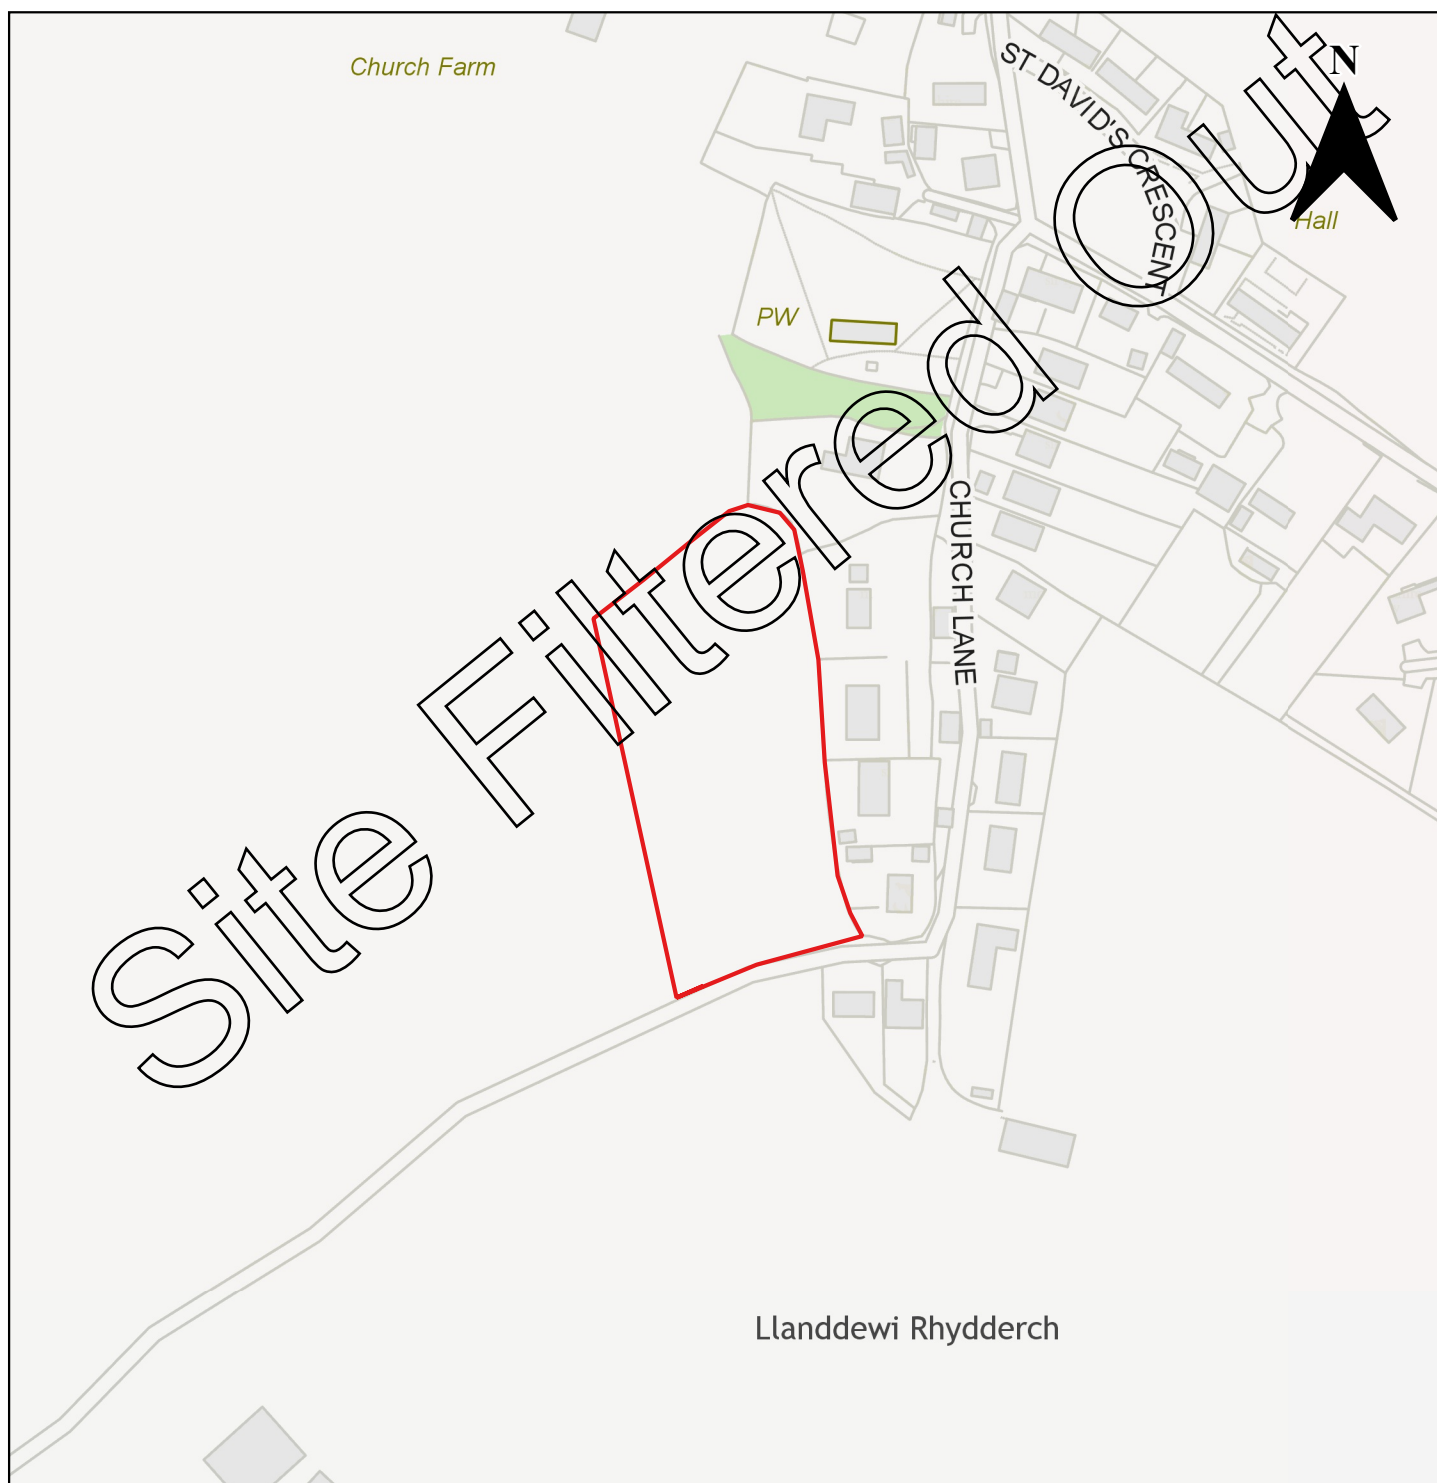 Church Farm
ST DAVID'S CRESCENT
N
Hall
PW
CHURCH LANE
Site Filtered Out
Llanddewi Rhydderch